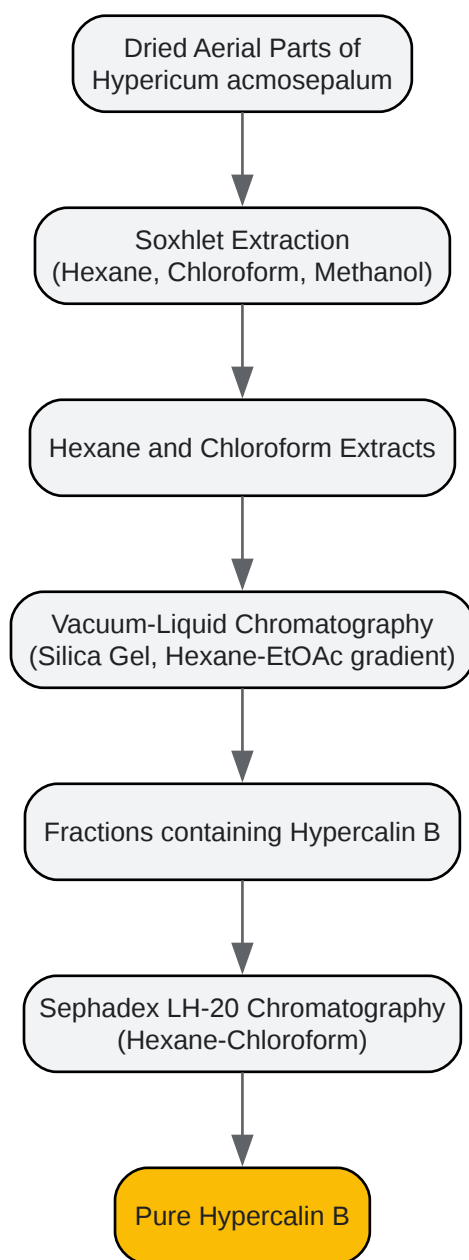 Dried Aerial Parts of
Hypericum acmosepalum
Soxhlet Extraction
(Hexane, Chloroform, Methanol)
Hexane and Chloroform Extracts
Vacuum-Liquid Chromatography
(Silica Gel, Hexane-EtOAc gradient)
Fractions containing Hypercalin B
Sephadex LH-20 Chromatography
(Hexane-Chloroform)
Pure Hypercalin B